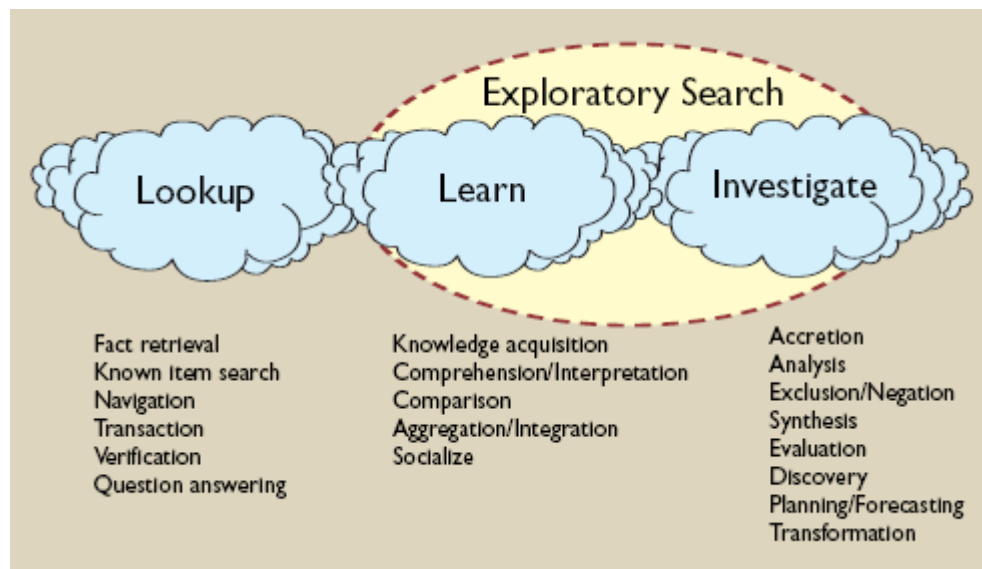 Exploratory Search
Lookup
Learn
Investigate
Fact retrieval
Known item search
Navigation
Transaction
Verification
Question answering
Knowledge acquisition
Comprehension/Interpretation
Comparison
Aggregation/Integration
Socialize
Accretion
Analysis
Exclusion/Negation
Synthesis
Evaluation
Discovery
Planning/Forecasting
Transformation